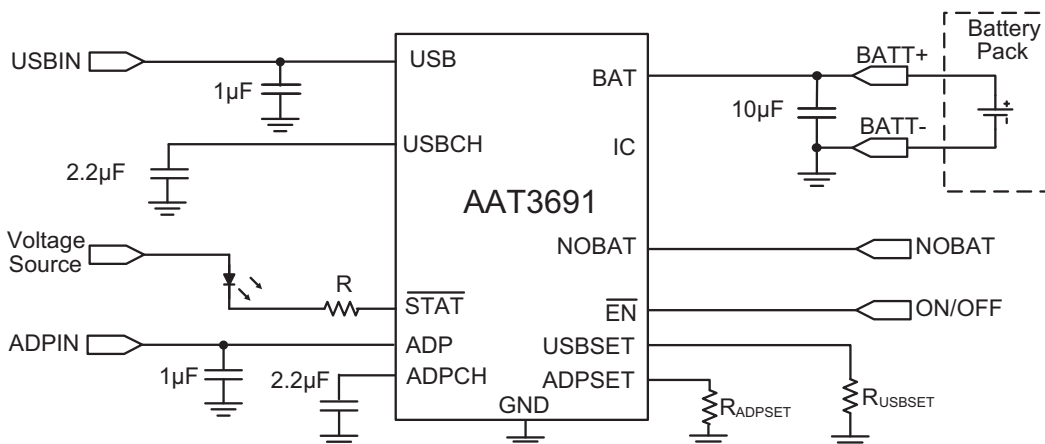 USBIN
1µF
USB
USBCH
2.2µF
Voltage
Source
R
STAT
ADPIN
ADP
1µF
2.2µF
ADPCH
GND
AAT3691
BAT
IC
NOBAT
EN
USBSET
ADPSET
10µF
BATT+
BATT-
Battery
Pack
+
-
NOBAT
ON/OFF
RADPSET
RUSBSET